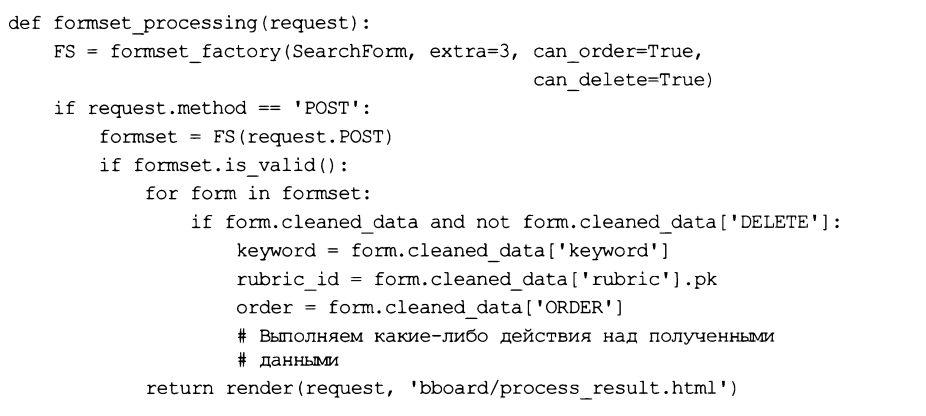 def formset_processing(request):
    FS = formset_factory(SearchForm, extra=3, can_order=True,
                                              can_delete=True)
    if request.method == 'POST':
        formset = FS(request.POST)
        if formset.is_valid():
            for form in formset:
                if form.cleaned_data and not form.cleaned_data['DELETE']:
                    keyword = form.cleaned_data['keyword']
                    rubric_id = form.cleaned_data['rubric'].pk
                    order = form.cleaned_data['ORDER']
                    # Выполняем какие-либо действия над полученными
                    # данными
            return render(request, 'bboard/process_result.html')